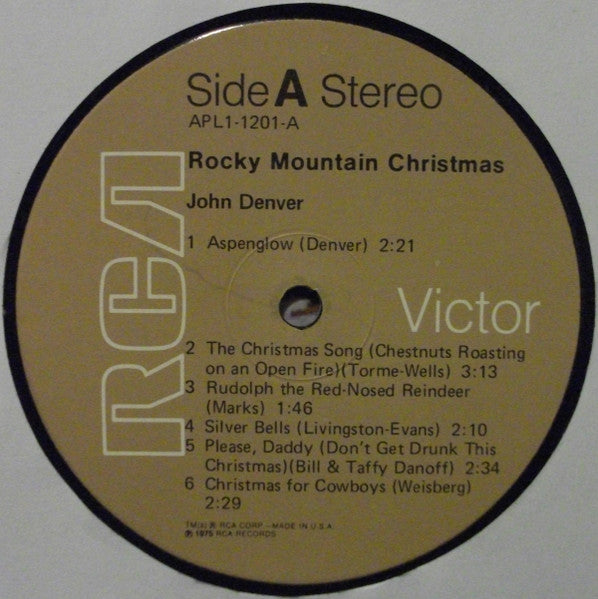 Side A Stereo
APL1-1201-A
Rocky Mountain Christmas
John Denver
1 Aspenglow (Denver) 2:21
RCA
Victor
2 The Christmas Song (Chestnuts Roasting
on an Open Fire)(Torme-Wells) 3:13
3 Rudolph the Red-Nosed Reindeer
(Marks) 1:46
4 Silver Bells (Livingston-Evans) 2:10
5 Please, Daddy (Don't Get Drunk This
Christmas)(Bill & Taffy Danoff) 2:34
6 Christmas for Cowboys (Weisberg)
2:29
TM(s) ® RCA CORP.—MADE IN U.S.A.
℗ 1975 RCA RECORDS